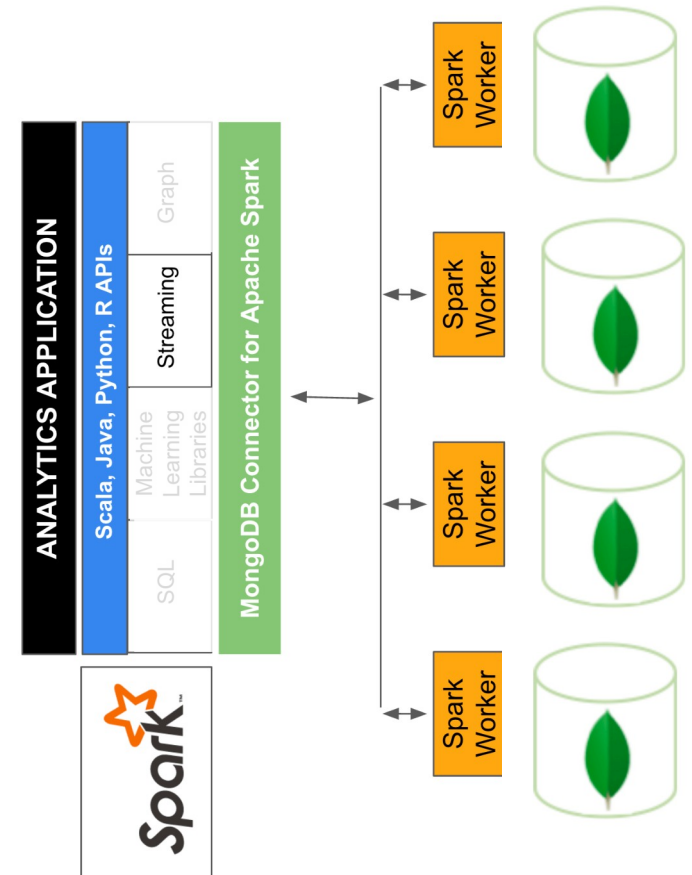 ANALYTICS APPLICATION
Spark™
Scala, Java, Python, R APIs
SQL
Machine
Learning
Libraries
Streaming
Graph
MongoDB Connector for Apache Spark
Spark
Worker
Spark
Worker
Spark
Worker
Spark
Worker